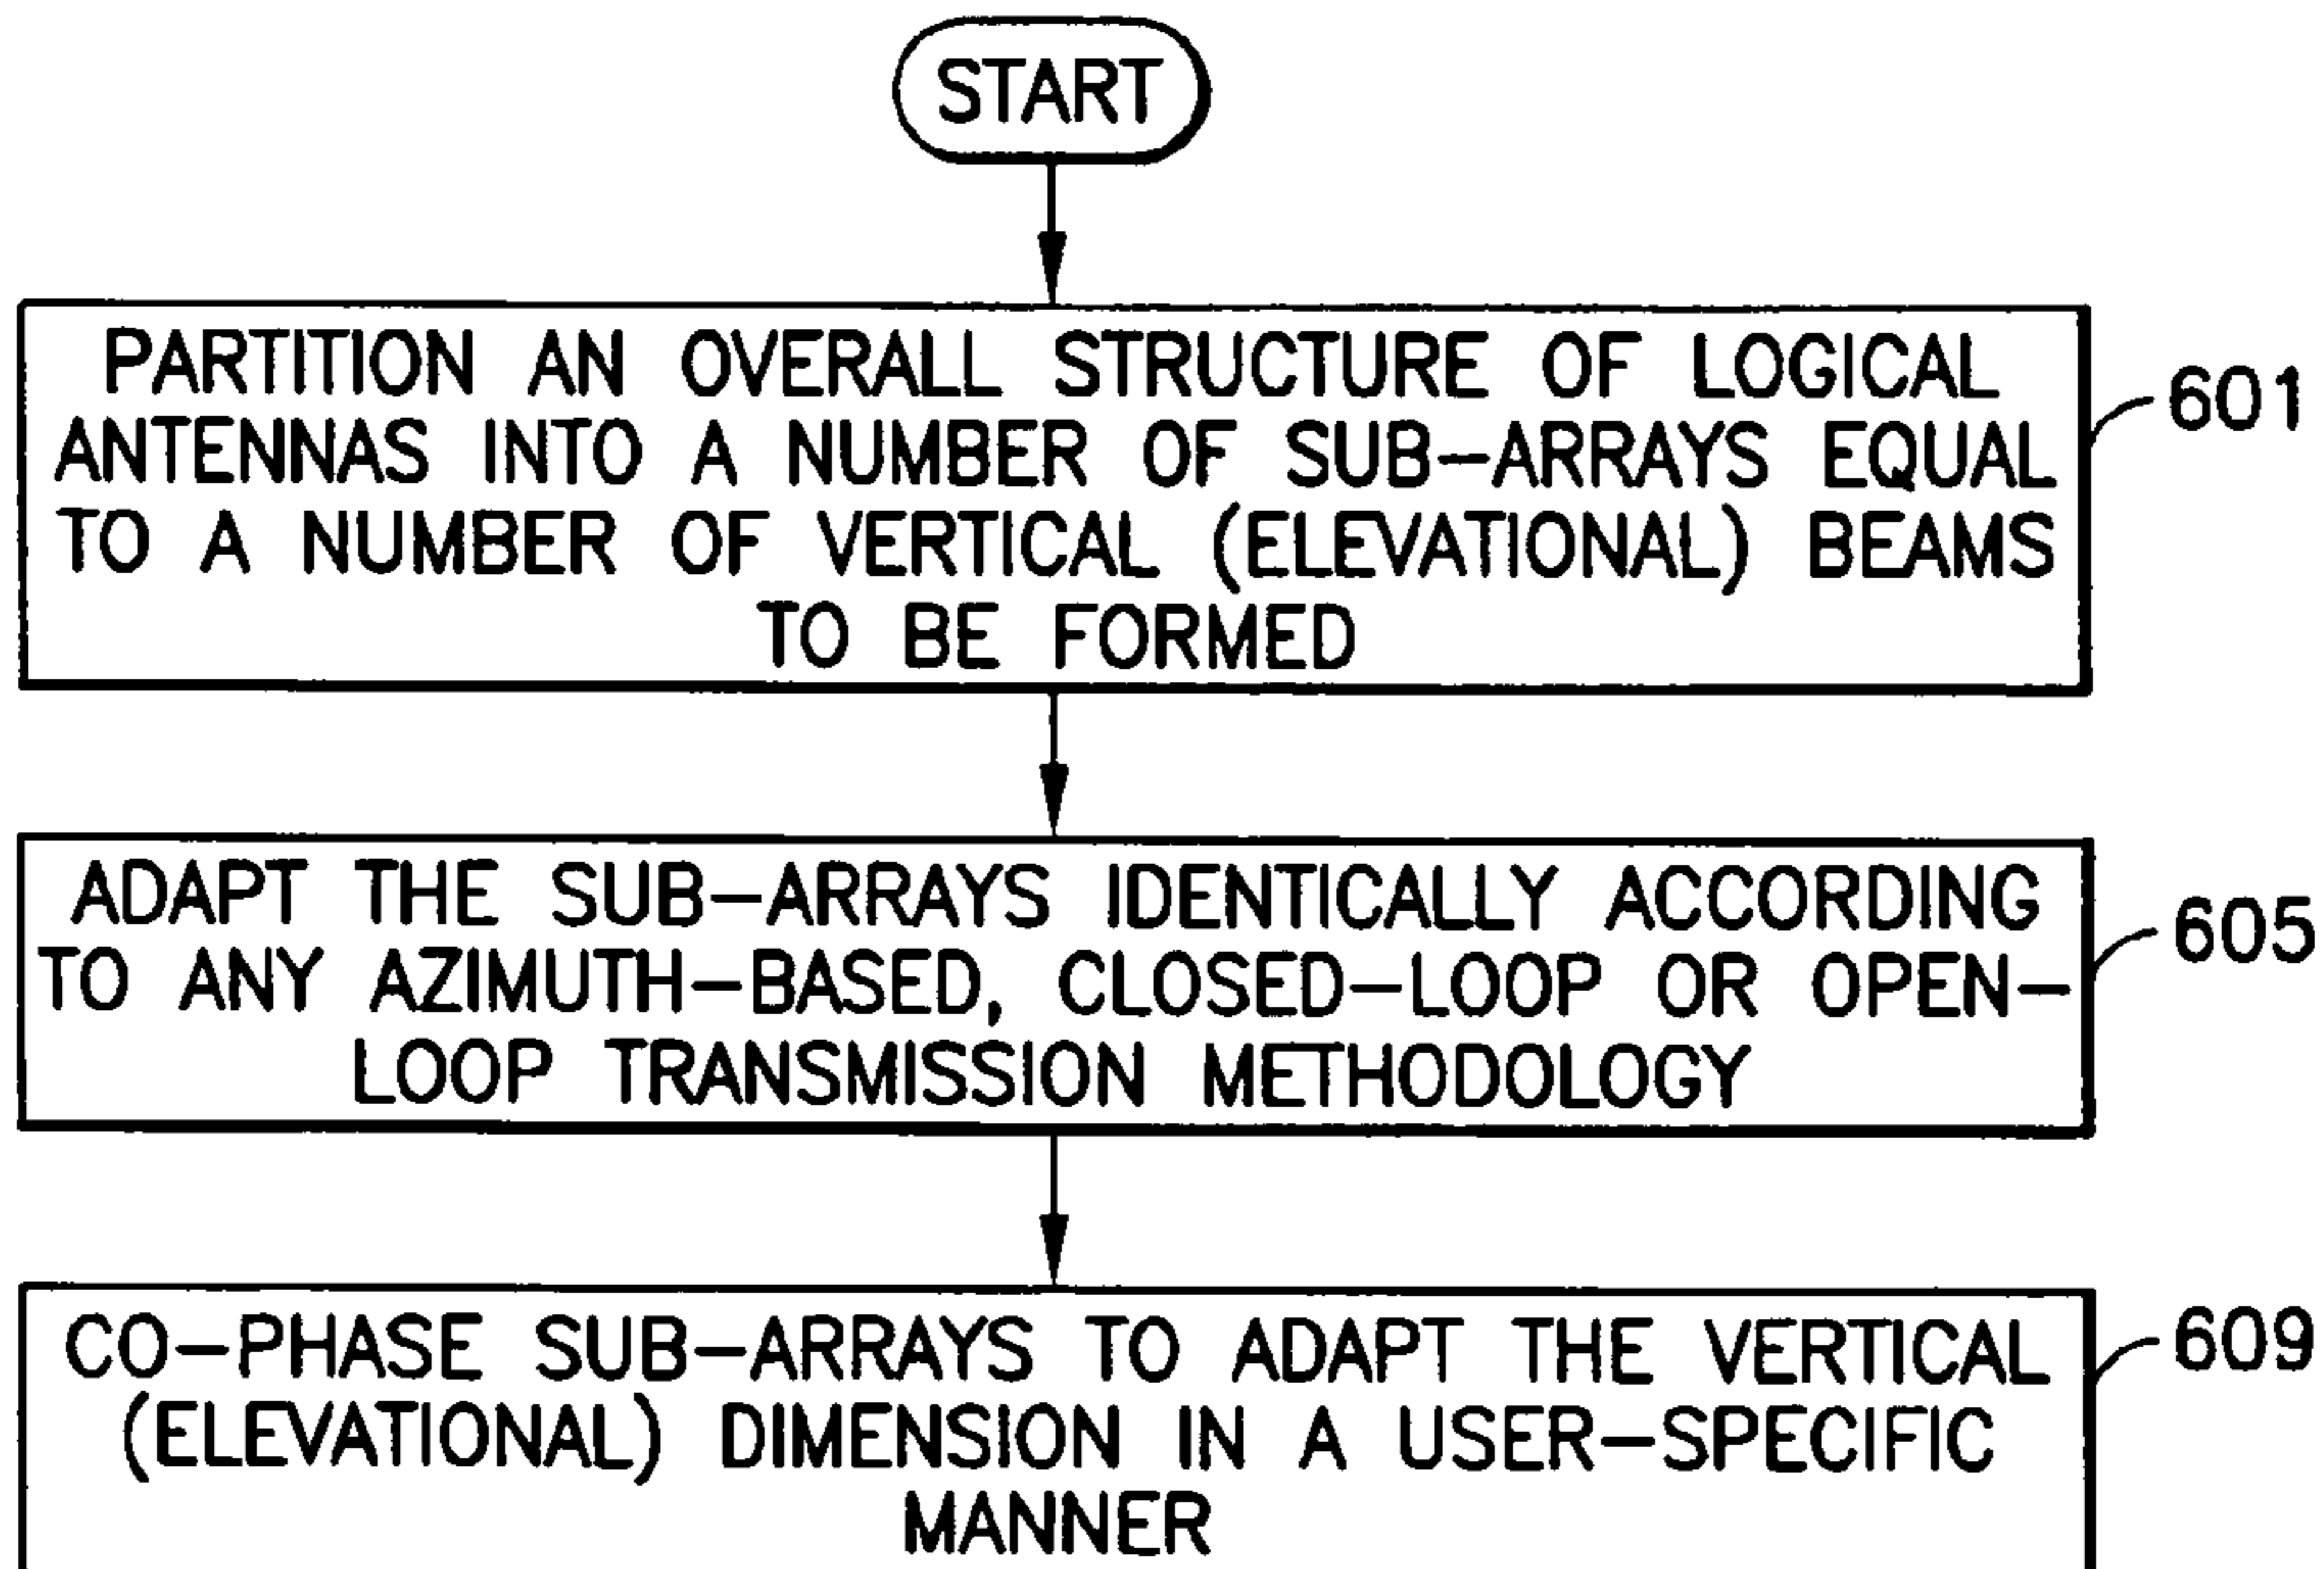 START
PARTITION AN OVERALL STRUCTURE OF LOGICAL
ANTENNAS INTO A NUMBER OF SUB-ARRAYS EQUAL
TO A NUMBER OF VERTICAL (ELEVATIONAL) BEAMS
TO BE FORMED
601
ADAPT THE SUB-ARRAYS IDENTICALLY ACCORDING
TO ANY AZIMUTH-BASED, CLOSED-LOOP OR OPEN-
LOOP TRANSMISSION METHODOLOGY
605
CO-PHASE SUB-ARRAYS TO ADAPT THE VERTICAL
(ELEVATIONAL) DIMENSION IN A USER-SPECIFIC
MANNER
609